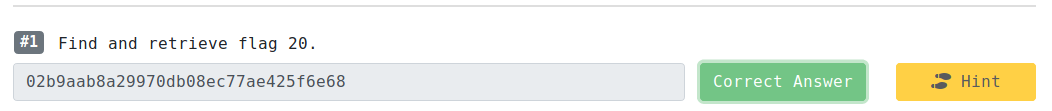 #1 Find and retrieve flag 20.
02b9aab8a29970db08ec77ae425f6e68 Correct Answer Hint